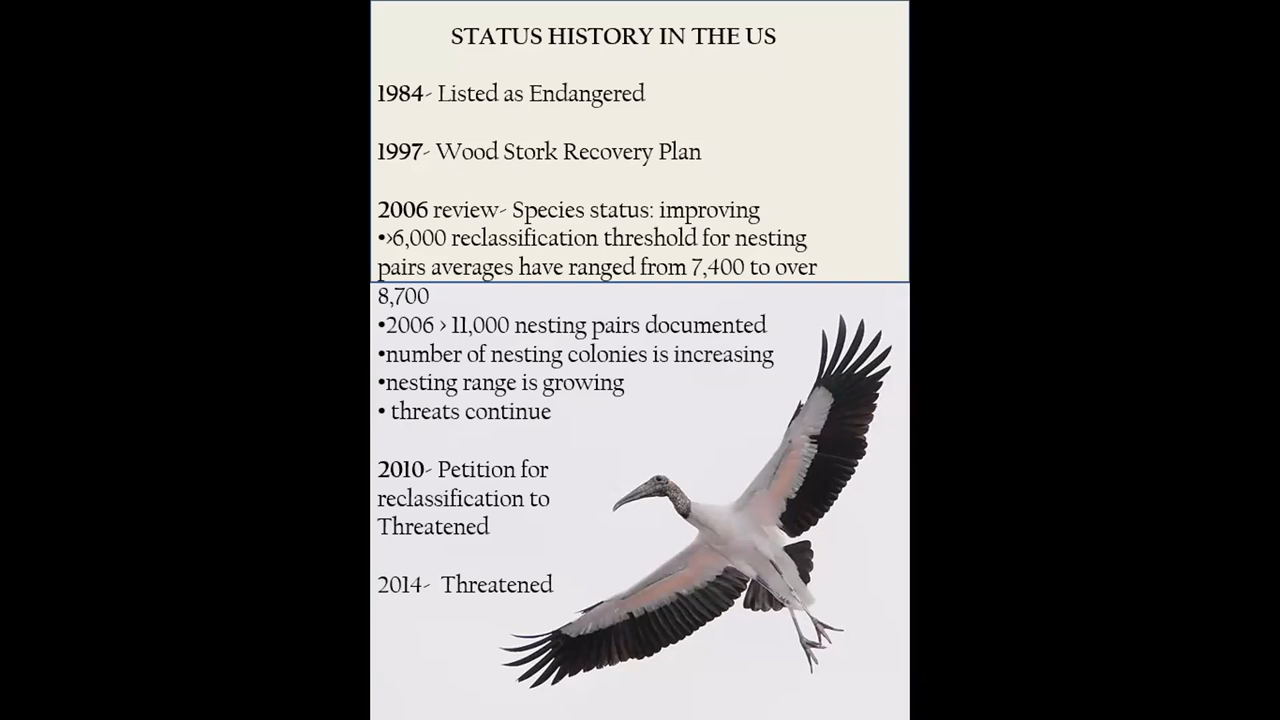 STATUS HISTORY IN THE US
1984- Listed as Endangered
1997- Wood Stork Recovery Plan
2006 review- Species status: improving
•>6,000 reclassification threshold for nesting
pairs averages have ranged from 7,400 to over
8,700
•2006 > 11,000 nesting pairs documented
•number of nesting colonies is increasing
•nesting range is growing
• threats continue
2010- Petition for
reclassification to
Threatened
2014- Threatened